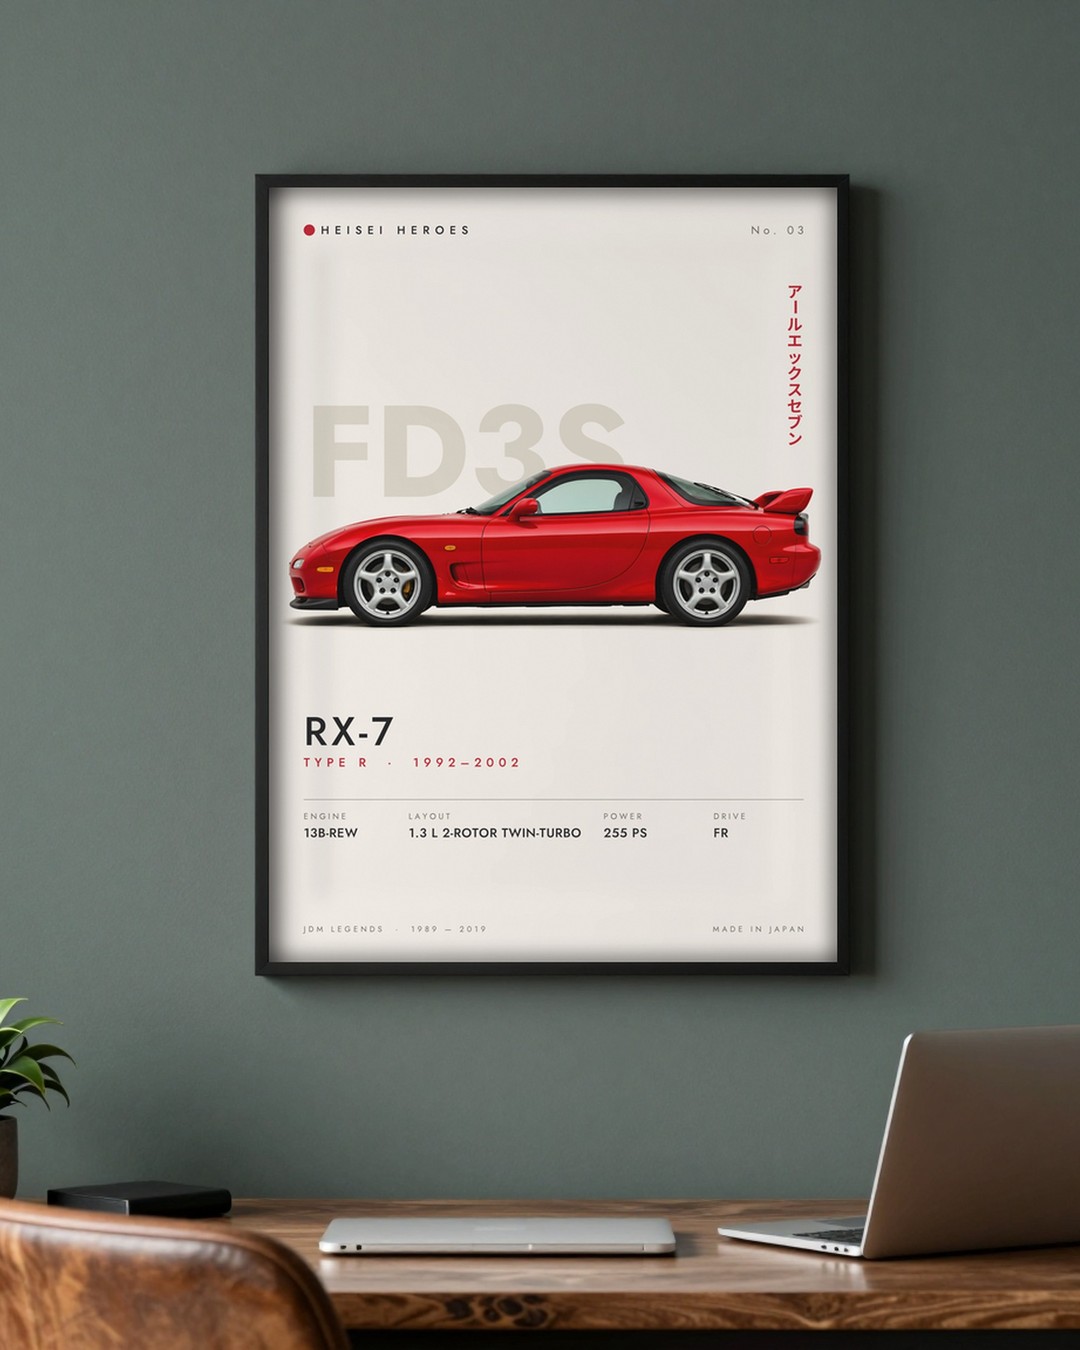 HEISEI HEROES
No. 03
アールエックスセブン
FD3S
RX-7
TYPE R · 1992–2002
ENGINE LAYOUT POWER DRIVE
13B-REW 1.3 L 2-ROTOR TWIN-TURBO 255 PS FR
JDM LEGENDS · 1989 — 2019
MADE IN JAPAN